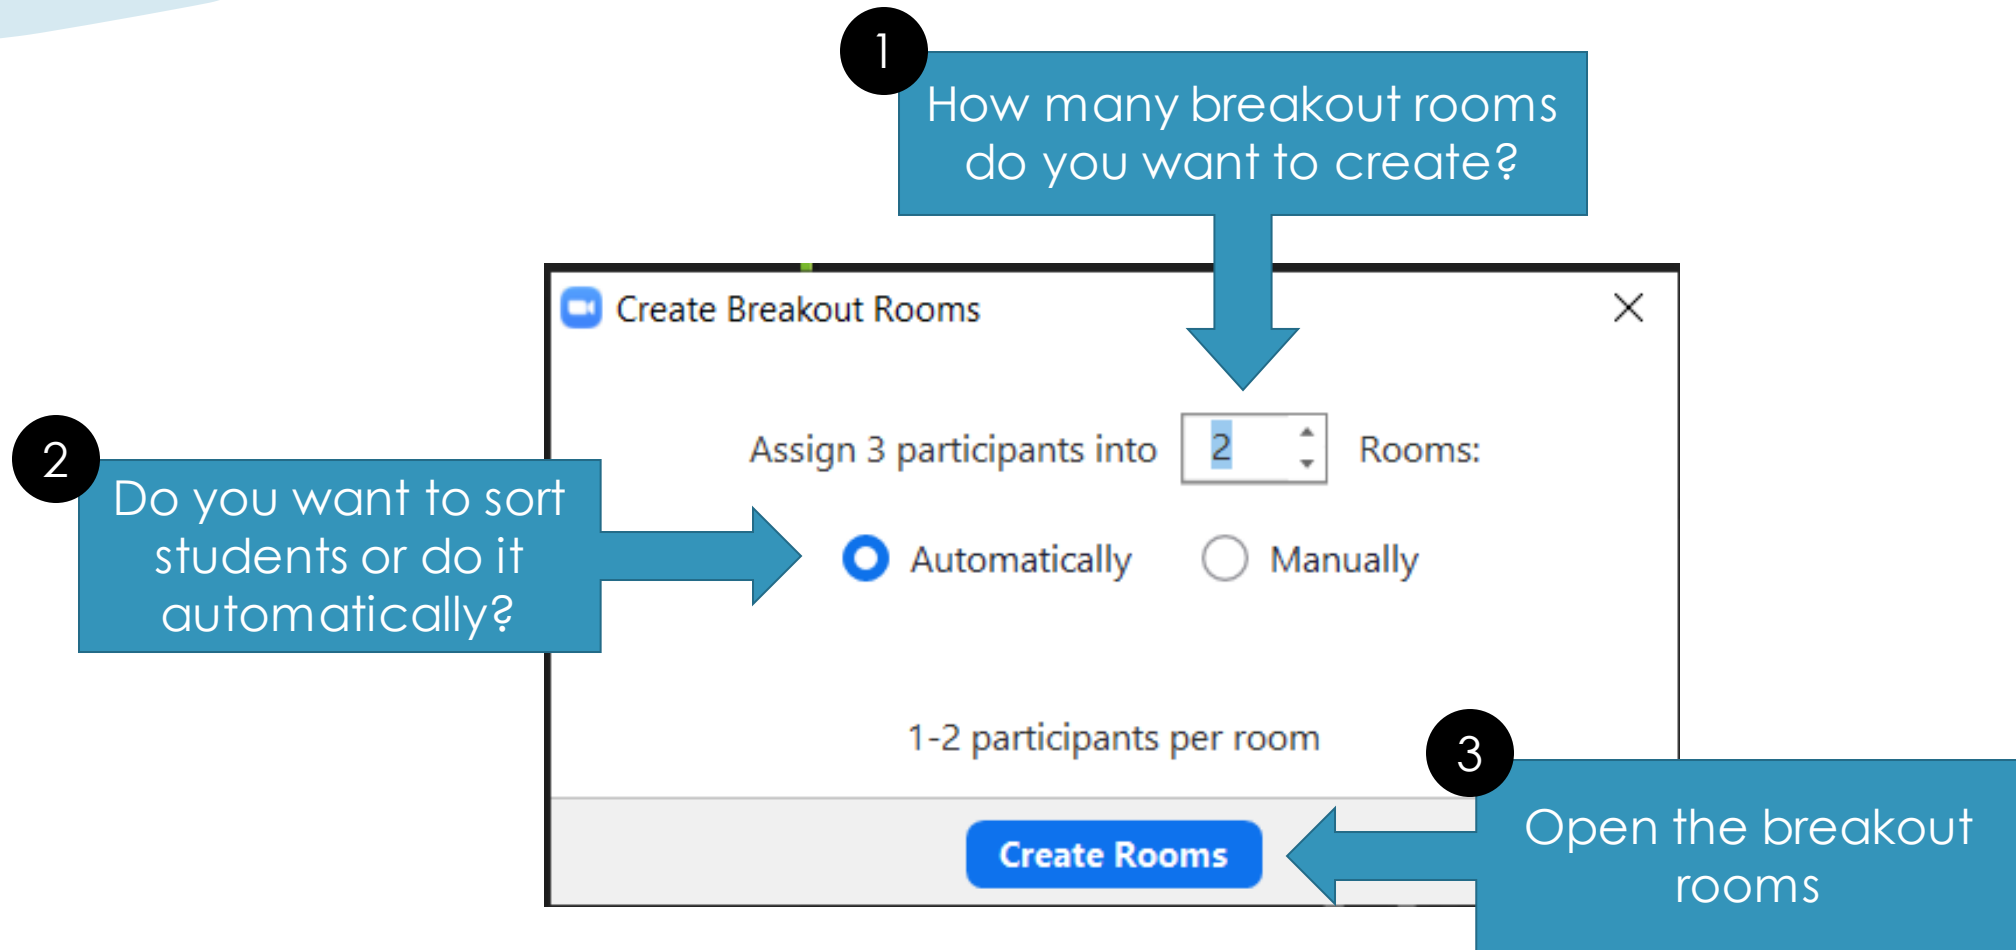 1
How many breakout rooms
do you want to create?
Create Breakout Rooms
Assign 3 participants into 2 Rooms:
2
Do you want to sort
students or do it
automatically?
Automatically Manually
1-2 participants per room
3
Open the breakout
rooms
Create Rooms